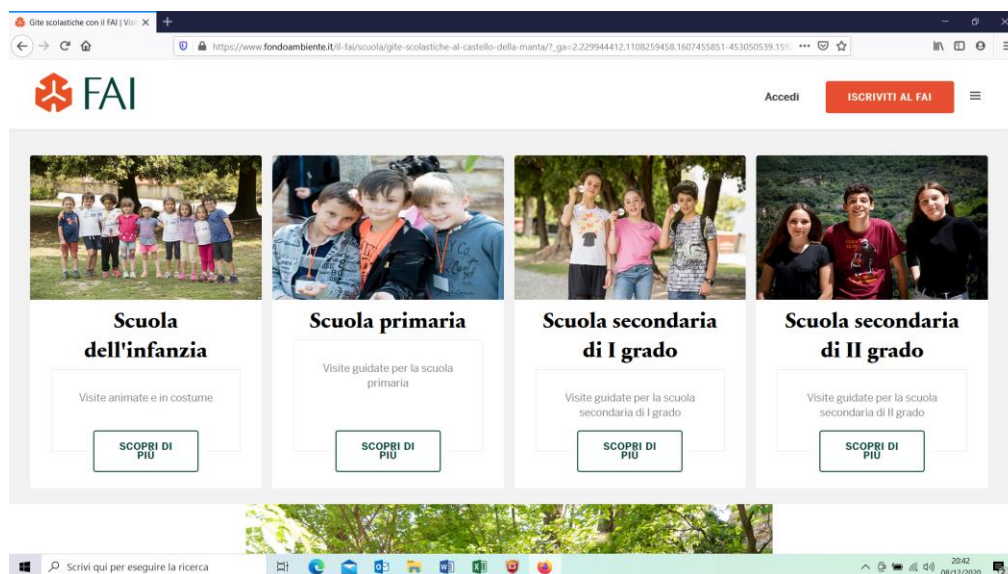 Gite scolastiche con il FAI | Visi
https://www.fondoambiente.it/il-fai/scuola/gite-scolastiche-al-castello-della-manta/?_ga=2.229944412.1108259458.1607455851-453050539.159
FAI
Accedi
ISCRIVITI AL FAI
Scuola
dell'infanzia
Visite animate e in costume
SCOPRI DI
PIÙ
Scuola primaria
Visite guidate per la scuola
primaria
SCOPRI DI
PIÙ
Scuola secondaria
di I grado
Visite guidate per la scuola
secondaria di I grado
SCOPRI DI
PIÙ
Scuola secondaria
di II grado
Visite guidate per la scuola
secondaria di II grado
SCOPRI DI
PIÙ
Scrivi qui per eseguire la ricerca
20:42
08/12/2020